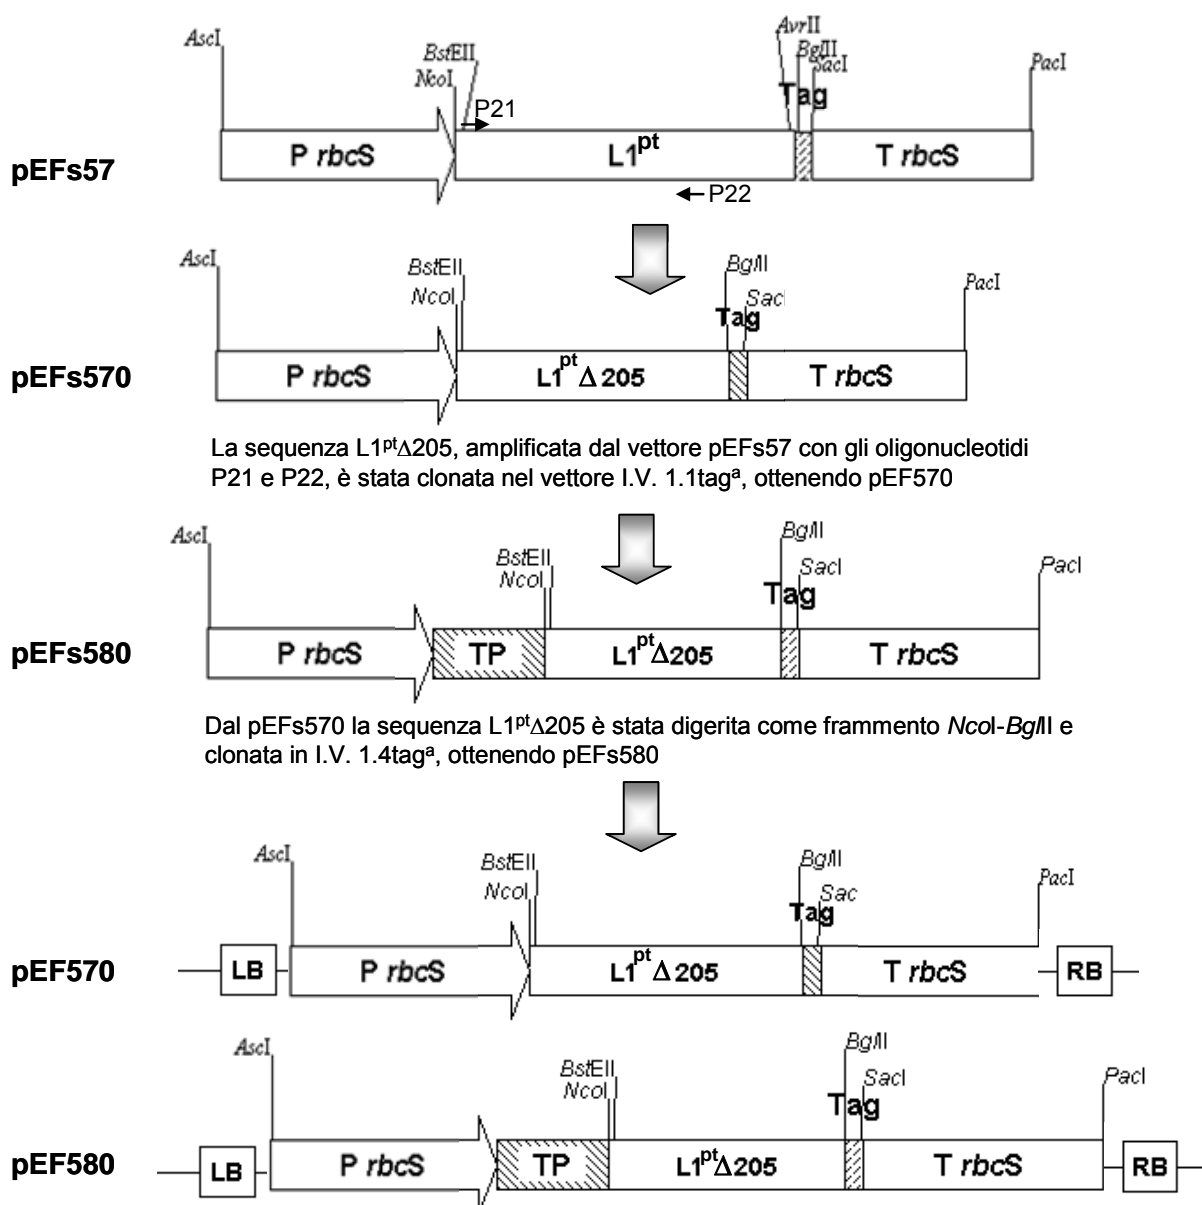 AscI BstEII NcoI P21 AvrII BglII SacI Tag PacI
pEFs57 P rbcS L1pt T rbcS
P22
AscI BstEII NcoI BglII SacI Tag PacI
pEFs570 P rbcS L1pt Δ 205 T rbcS
La sequenza L1ptΔ205, amplificata dal vettore pEFs57 con gli oligonucleotidi
P21 e P22, è stata clonata nel vettore I.V. 1.1taga, ottenendo pEF570
AscI BstEII NcoI BglII SacI Tag PacI
pEFs580 P rbcS TP L1pt Δ205 T rbcS
Dal pEFs570 la sequenza L1ptΔ205 è stata digerita come frammento NcoI-BglII e
clonata in I.V. 1.4taga, ottenendo pEFs580
AscI BstEII NcoI BglII Sac Tag PacI
pEF570 LB P rbcS L1pt Δ 205 T rbcS RB
AscI BstEII NcoI BglII SacI Tag PacI
pEF580 LB P rbcS TP L1pt Δ205 T rbcS RB